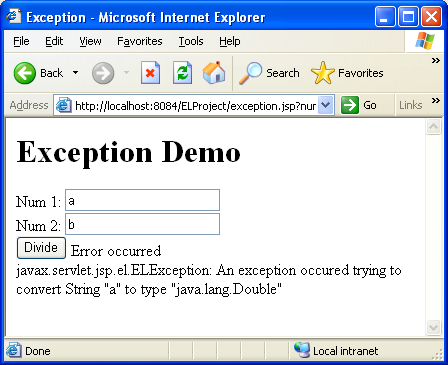 Exception - Microsoft Internet Explorer
File Edit View Favorites Tools Help
Back Search Favorites
Address http://localhost:8084/ELProject/exception.jsp?nur Go Links »
Exception Demo
Num 1: a
Num 2: b
Divide Error occurred
javax.servlet.jsp.el.ELException: An exception occured trying to
convert String "a" to type "java.lang.Double"
Done Local intranet